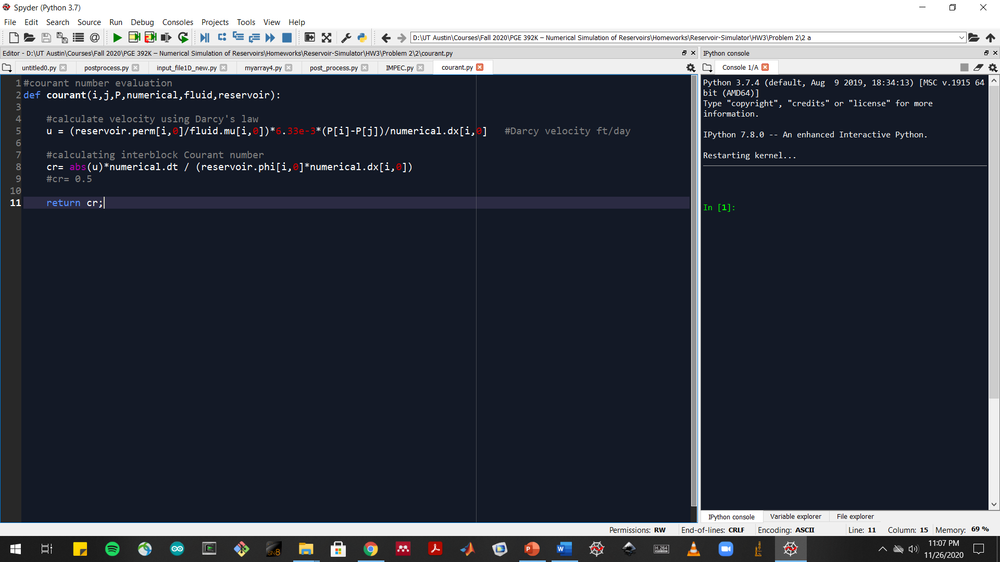 Spyder (Python 3.7)
File Edit Search Source Run Debug Consoles Projects Tools View Help
D:\UT Austin\Courses\Fall 2020\PGE 392K – Numerical Simulation of Reservoirs\Homeworks\Reservoir-Simulator\HW3\Problem 2\2 a
Editor - D:\UT Austin\Courses\Fall 2020\PGE 392K – Numerical Simulation of Reservoirs\Homeworks\Reservoir-Simulator\HW3\Problem 2\2\courant.py
untitled0.py postprocess.py input_file1D_new.py myarray4.py post_process.py IMPEC.py courant.py
1 #courant number evaluation
2 def courant(i,j,P,numerical,fluid,reservoir):
3
4 #calculate velocity using Darcy's law
5 u = (reservoir.perm[i,0]/fluid.mu[i,0])*6.33e-3*(P[i]-P[j])/numerical.dx[i,0] #Darcy velocity ft/day
6
7 #calculating interblock Courant number
8 cr= abs(u)*numerical.dt / (reservoir.phi[i,0]*numerical.dx[i,0])
9 #cr= 0.5
10
11 return cr;
IPython console
Console 1/A
Python 3.7.4 (default, Aug  9 2019, 18:34:13) [MSC v.1915 64
bit (AMD64)]
Type "copyright", "credits" or "license" for more
information.
IPython 7.8.0 -- An enhanced Interactive Python.
Restarting kernel...
In [1]:
IPython console Variable explorer File explorer
Permissions: RW End-of-lines: CRLF Encoding: ASCII Line: 11 Column: 15 Memory: 69 %
SN8
H.264
11:07 PM
11/26/2020